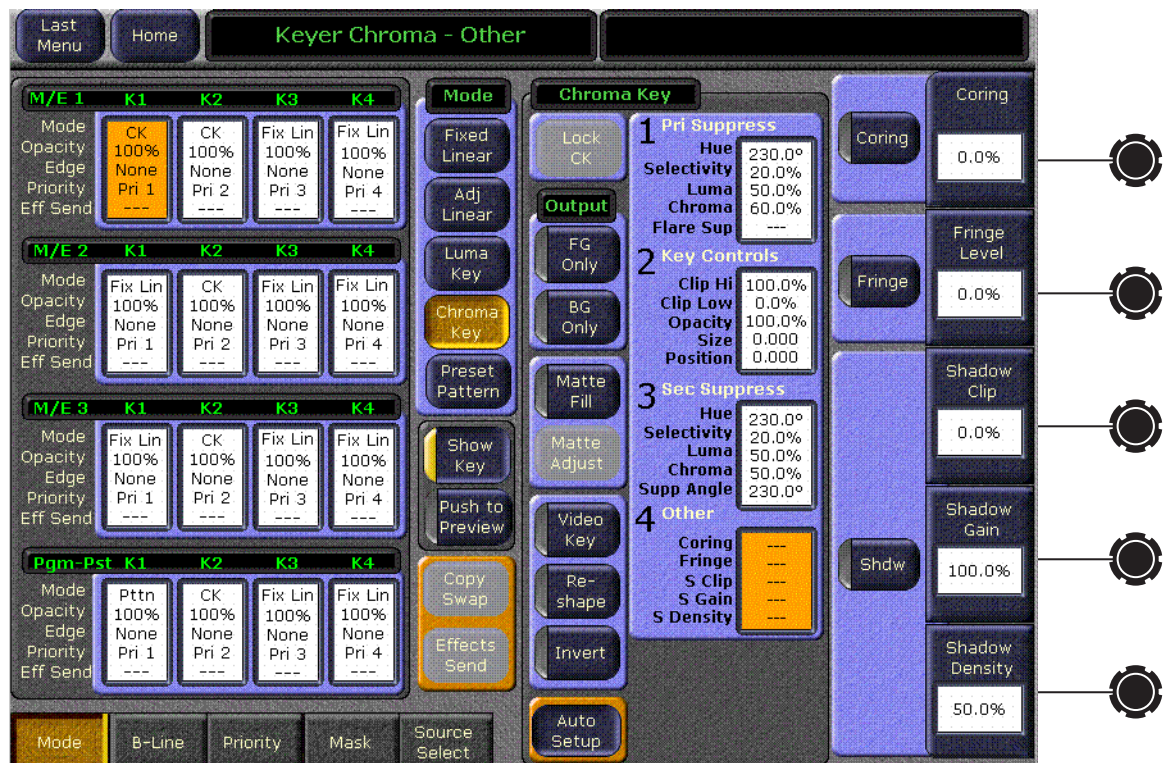 Last Menu
Home
Keyer Chroma - Other
M/E 1 K1 K2 K3 K4
Mode CK CK Fix Lin Fix Lin
Opacity 100% 100% 100% 100%
Edge None None None None
Priority Pri 1 Pri 2 Pri 3 Pri 4
Eff Send --- --- --- ---
M/E 2 K1 K2 K3 K4
Mode Fix Lin CK Fix Lin Fix Lin
Opacity 100% 100% 100% 100%
Edge None None None None
Priority Pri 1 Pri 2 Pri 3 Pri 4
Eff Send --- --- --- ---
M/E 3 K1 K2 K3 K4
Mode Fix Lin CK Fix Lin Fix Lin
Opacity 100% 100% 100% 100%
Edge None None None None
Priority Pri 1 Pri 2 Pri 3 Pri 4
Eff Send --- --- --- ---
Pgm-Pst K1 K2 K3 K4
Mode Pttn CK Fix Lin Fix Lin
Opacity 100% 100% 100% 100%
Edge None None None None
Priority Pri 1 Pri 2 Pri 3 Pri 4
Eff Send --- --- --- ---
Mode
B-Line
Priority
Mask
Source
Select
Mode
Fixed
Linear
Adj
Linear
Luma
Key
Chroma
Key
Preset
Pattern
Show
Key
Push to
Preview
Copy
Swap
Effects
Send
Chroma Key
Lock
CK
Output
FG
Only
BG
Only
Matte
Fill
Matte
Adjust
Video
Key
Re-
shape
Invert
Auto
Setup
1 Pri Suppress
Hue 230.0°
Selectivity 20.0%
Luma 50.0%
Chroma 60.0%
Flare Sup ---
2 Key Controls
Clip Hi 100.0%
Clip Low 0.0%
Opacity 100.0%
Size 0.000
Position 0.000
3 Sec Suppress
Hue 230.0°
Selectivity 20.0%
Luma 50.0%
Chroma 50.0%
Supp Angle 230.0°
4 Other
Coring ---
Fringe ---
S Clip ---
S Gain ---
S Density ---
Coring
Fringe
Shdw
Coring
0.0%
Fringe
Level
0.0%
Shadow
Clip
0.0%
Shadow
Gain
100.0%
Shadow
Density
50.0%